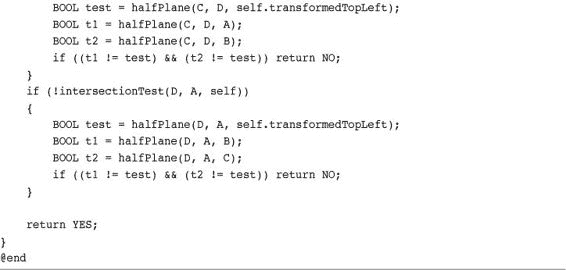 BOOL test = halfPlane(C, D, self.transformedTopLeft);
        BOOL t1 = halfPlane(C, D, A);
        BOOL t2 = halfPlane(C, D, B);
        if ((t1 != test) && (t2 != test)) return NO;
    }
    if (!intersectionTest(D, A, self))
    {
        BOOL test = halfPlane(D, A, self.transformedTopLeft);
        BOOL t1 = halfPlane(D, A, B);
        BOOL t2 = halfPlane(D, A, C);
        if ((t1 != test) && (t2 != test)) return NO;
    }

    return YES;
}
@end